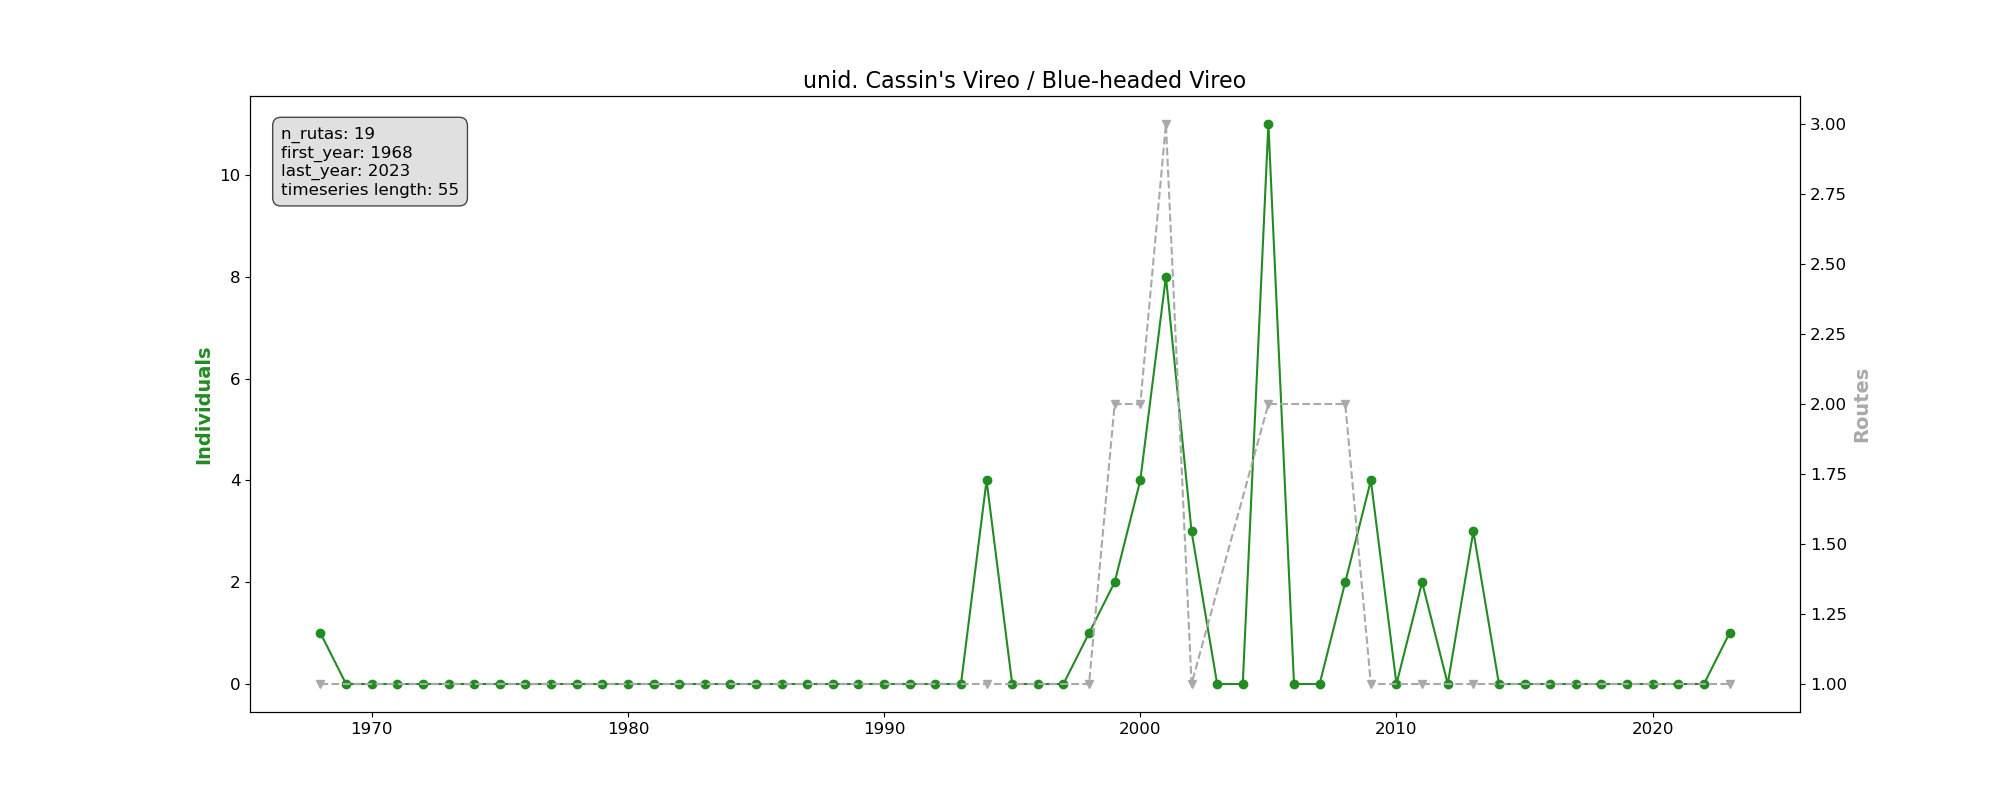 unid. Cassin's Vireo / Blue-headed Vireo
n_rutas: 19
first_year: 1968
last_year: 2023
timeseries length: 55
Individuals
10
8
6
4
2
0
3.00
2.75
2.50
2.25
2.00
1.75
1.50
1.25
1.00
Routes
1970 1980 1990 2000 2010 2020